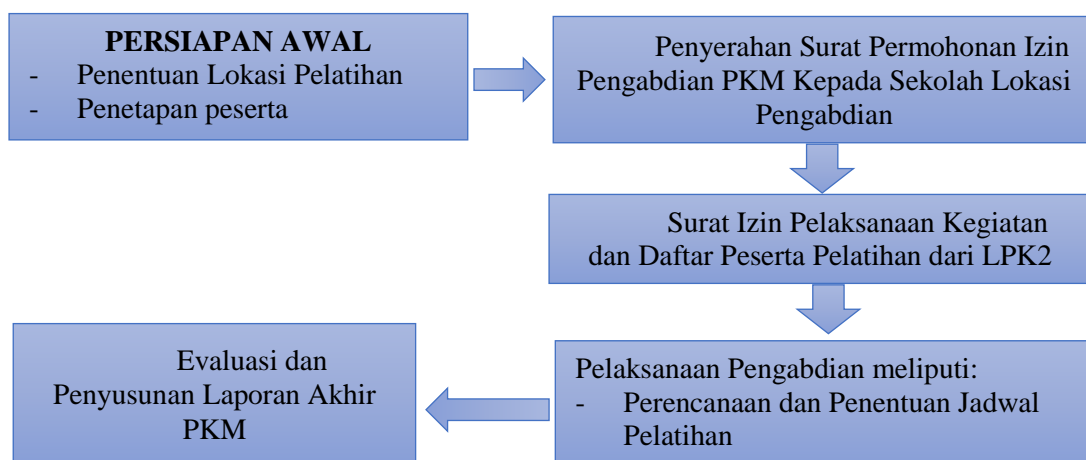 PERSIAPAN AWAL
- Penentuan Lokasi Pelatihan
- Penetapan peserta
Penyerahan Surat Permohonan Izin
Pengabdian PKM Kepada Sekolah Lokasi
Pengabdian
Surat Izin Pelaksanaan Kegiatan
dan Daftar Peserta Pelatihan dari LPK2
Pelaksanaan Pengabdian meliputi:
- Perencanaan dan Penentuan Jadwal
Pelatihan
Evaluasi dan
Penyusunan Laporan Akhir
PKM